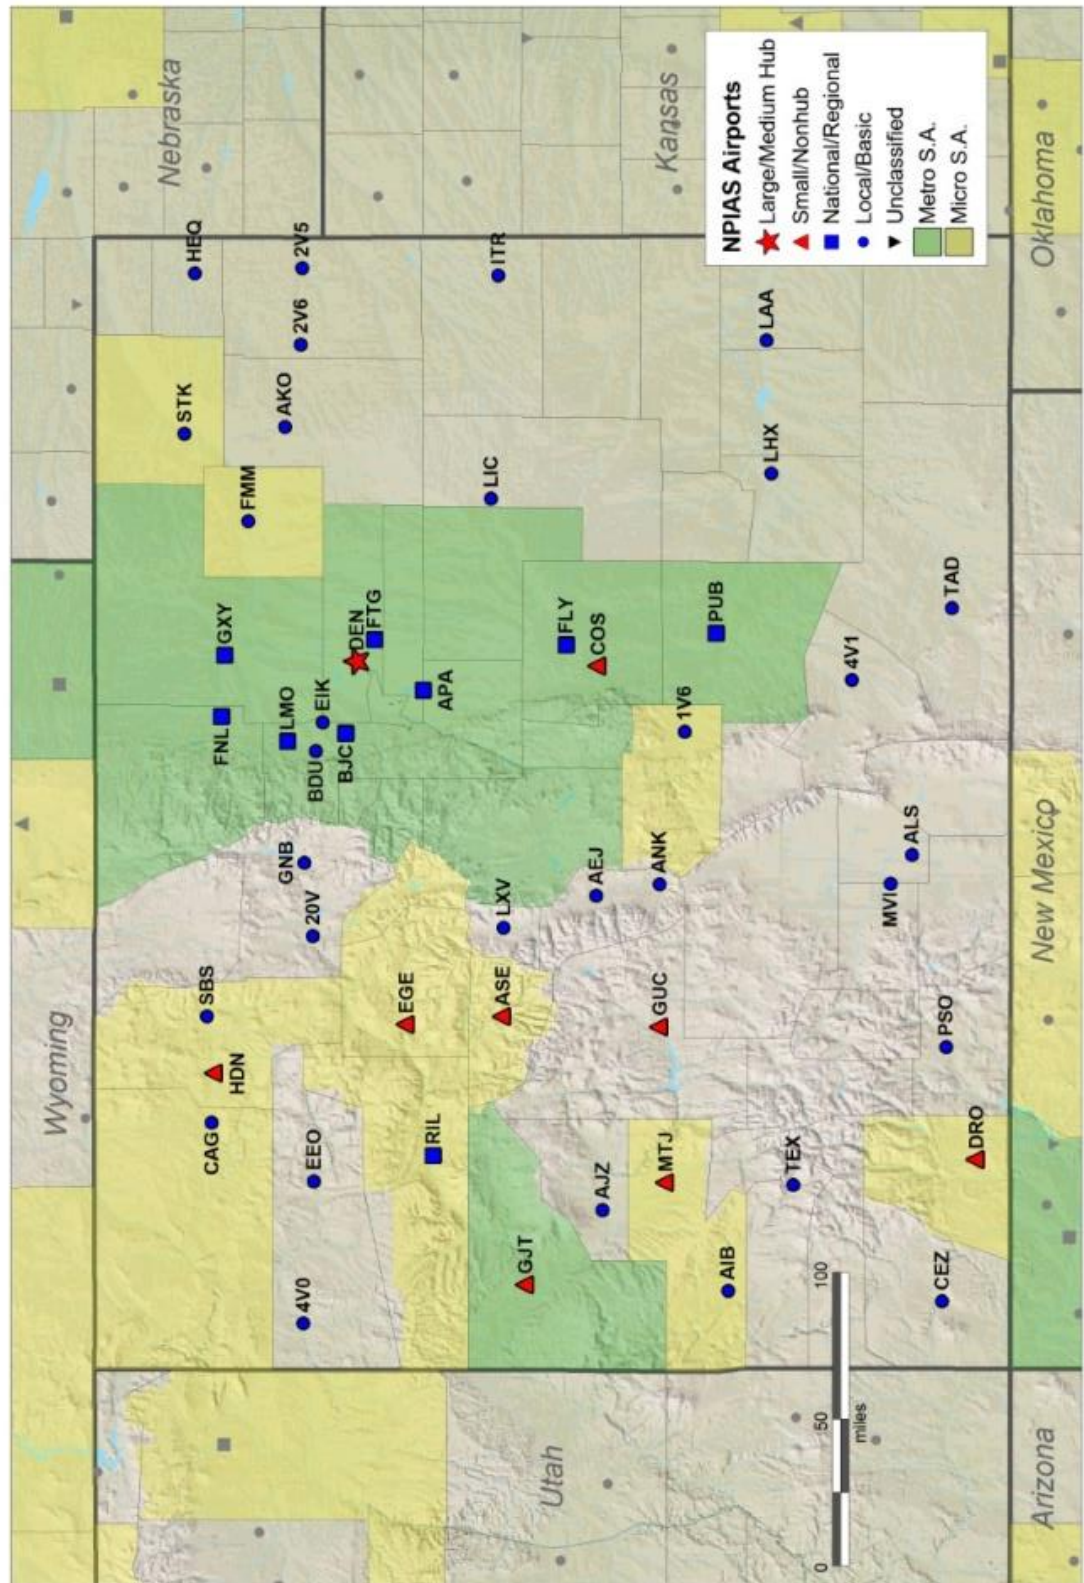 Wyoming
Nebraska
HDN
SBS
CAG
STK
HEQ
FNL
GXY
FMM
LMO
AKO
4V0
EEO
20V
GNB
BDU
EIK
2V6
2V5
BJC
DEN
FTG
EGE
RIL
APA
GJT
ASE
LXV
LIC
ITR
Utah
AJZ
AEJ
FLY
COS
MTJ
GUC
ANK
1V6
Kansas
AIB
PUB
TEX
LHX
LAA
4V1
MVI
ALS
CEZ
PSO
TAD
DRO
0
50
100
miles
NPIAS Airports
Large/Medium Hub
Small/Nonhub
National/Regional
Local/Basic
Unclassified
Metro S.A.
Micro S.A.
Arizona
New Mexico
Oklahoma